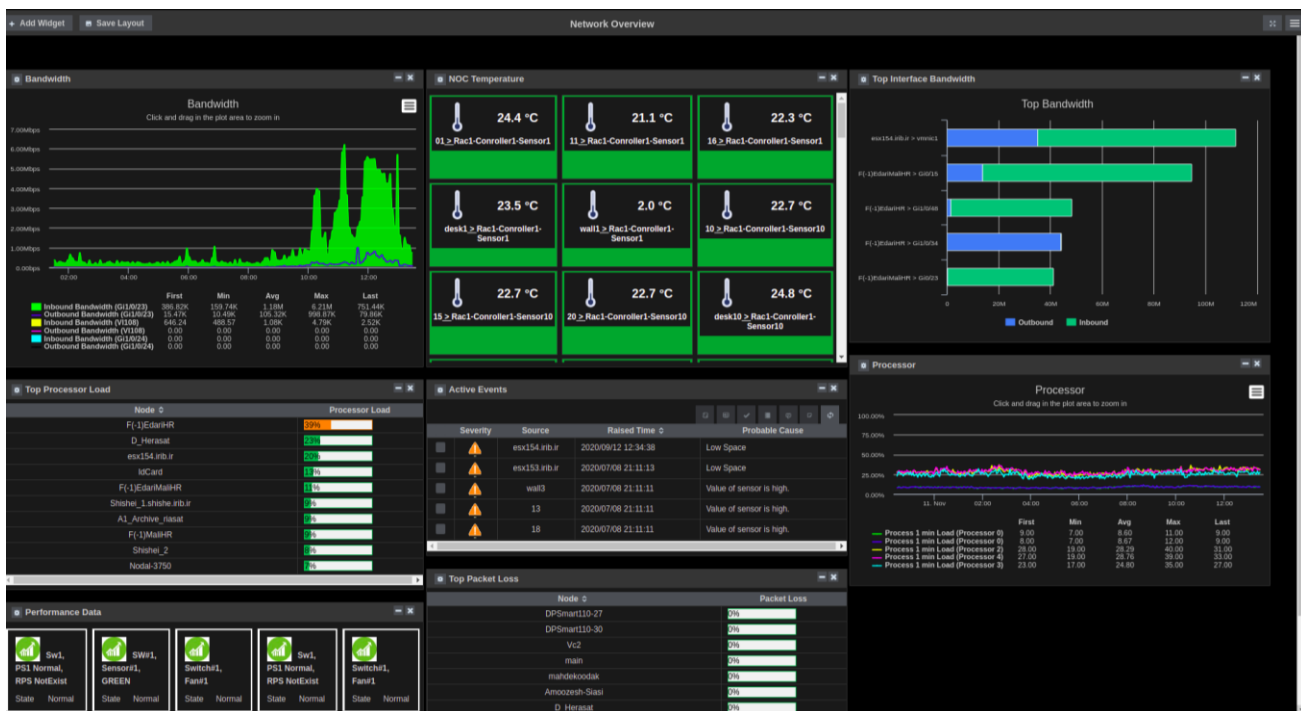 Add Widget Save Layout Network Overview
Bandwidth
Bandwidth
Click and drag in the plot area to zoom in
7.00Mbps
6.00Mbps
5.00Mbps
4.00Mbps
3.00Mbps
2.00Mbps
1.00Mbps
0.00bps
02:00 04:00 06:00 08:00 10:00 12:00
First Min Avg Max Last
Inbound Bandwidth (Gi1/0/23) 386.82K 159.74K 1.18M 6.21M 751.44K
Outbound Bandwidth (Gi1/0/23) 15.47K 10.49K 105.32K 998.87K 79.86K
Inbound Bandwidth (Vl108) 646.24 488.57 1.08K 4.79K 2.52K
Outbound Bandwidth (Vl108) 0.00 0.00 0.00 0.00 0.00
Inbound Bandwidth (Gi1/0/24) 0.00 0.00 0.00 0.00 0.00
Outbound Bandwidth (Gi1/0/24) 0.00 0.00 0.00 0.00 0.00
NOC Temperature
24.4 °C
01 > Rac1-Conroller1-Sensor1
21.1 °C
11 > Rac1-Conroller1-Sensor1
22.3 °C
16 > Rac1-Conroller1-Sensor1
23.5 °C
desk1 > Rac1-Conroller1-
Sensor1
2.0 °C
wall1 > Rac1-Conroller1-
Sensor1
22.7 °C
10 > Rac1-Conroller1-Sensor10
22.7 °C
15 > Rac1-Conroller1-Sensor10
22.7 °C
20 > Rac1-Conroller1-Sensor10
24.8 °C
desk10 > Rac1-Conroller1-
Sensor10
Top Interface Bandwidth
Top Bandwidth
esx154.irib.ir > vmnic1
F(-1)EdariMaliHR > Gi0/15
F(-1)EdariHR > Gi1/0/48
F(-1)EdariHR > Gi1/0/34
F(-1)EdariMaliHR > Gi0/23
0 20M 40M 60M 80M 100M 120M
Outbound Inbound
Top Processor Load
Node Processor Load
F(-1)EdariHR 39%
D_Herasat 23%
esx154.irib.ir 20%
IdCard
F(-1)EdariMaliHR
Shishei_1.shishe.irib.ir
A1_Archive_riasat
F(-1)MaliHR
Shishei_2
Nodal-3750
Active Events
Severity Source Raised Time Probable Cause
esx154.irib.ir 2020/09/12 12:34:38 Low Space
esx153.irib.ir 2020/07/08 21:11:13 Low Space
wall3 2020/07/08 21:11:11 Value of sensor is high.
13 2020/07/08 21:11:11 Value of sensor is high.
18 2020/07/08 21:11:11 Value of sensor is high.
Processor
Processor
Click and drag in the plot area to zoom in
100.00%
75.00%
50.00%
25.00%
0.00%
11. Nov 02:00 04:00 06:00 08:00 10:00 12:00
First Min Avg Max Last
Process 1 min Load (Processor 0) 9.00 7.00 8.60 11.00 9.00
Process 1 min Load (Processor 0) 8.00 7.00 8.67 12.00 9.00
Process 1 min Load (Processor 2) 28.00 19.00 28.29 40.00 31.00
Process 1 min Load (Processor 4) 27.00 19.00 28.76 39.00 33.00
Process 1 min Load (Processor 3) 23.00 17.00 24.80 35.00 27.00
Performance Data
Sw1,
PS1 Normal,
RPS NotExist
State Normal
SW#1,
Sensor#1,
GREEN
State Normal
Switch#1,
Fan#1
State Normal
Sw1,
PS1 Normal,
RPS NotExist
State Normal
Switch#1,
Fan#1
State Normal
Top Packet Loss
Node Packet Loss
DPSmart110-27 0%
DPSmart110-30 0%
Vc2 0%
main 0%
mahdekoodak 0%
Amoozesh-Siasi 0%
D_Herasat 0%